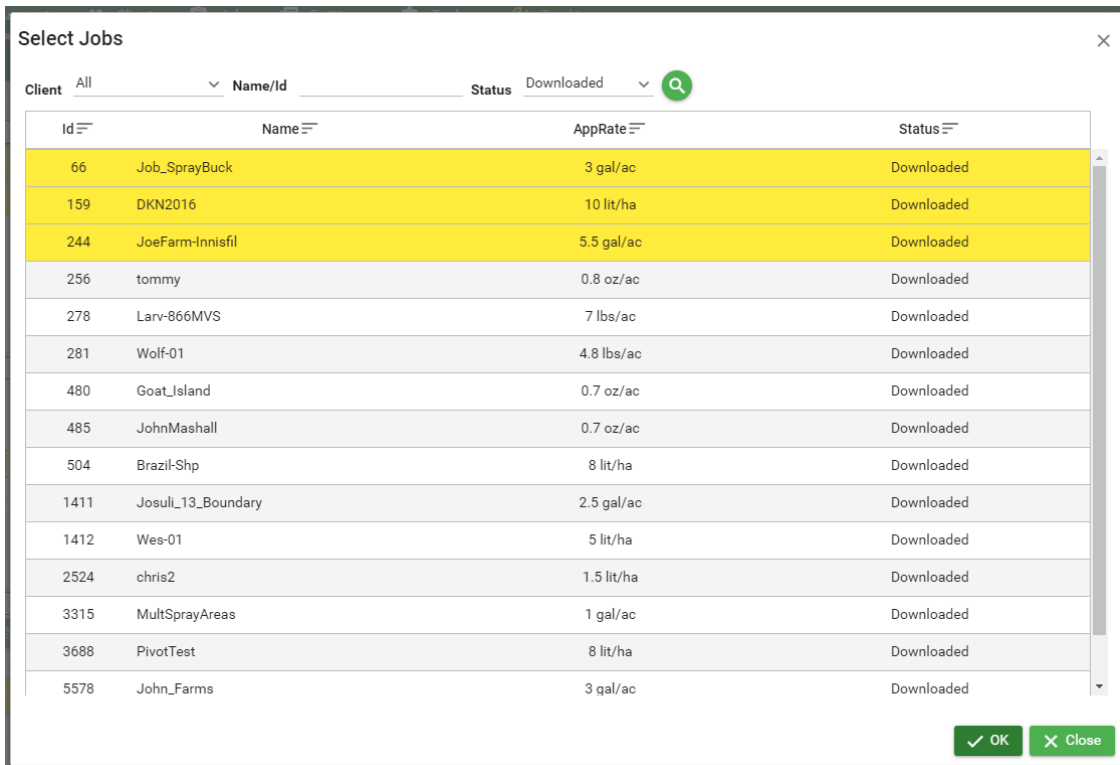 Select Jobs
Client All Name/Id Status Downloaded
Id Name AppRate Status
66 Job_SprayBuck 3 gal/ac Downloaded
159 DKN2016 10 lit/ha Downloaded
244 JoeFarm-Innisfil 5.5 gal/ac Downloaded
256 tommy 0.8 oz/ac Downloaded
278 Larv-866MVS 7 lbs/ac Downloaded
281 Wolf-01 4.8 lbs/ac Downloaded
480 Goat_Island 0.7 oz/ac Downloaded
485 JohnMashall 0.7 oz/ac Downloaded
504 Brazil-Shp 8 lit/ha Downloaded
1411 Josuli_13_Boundary 2.5 gal/ac Downloaded
1412 Wes-01 5 lit/ha Downloaded
2524 chris2 1.5 lit/ha Downloaded
3315 MultSprayAreas 1 gal/ac Downloaded
3688 PivotTest 8 lit/ha Downloaded
5578 John_Farms 3 gal/ac Downloaded
OK Close